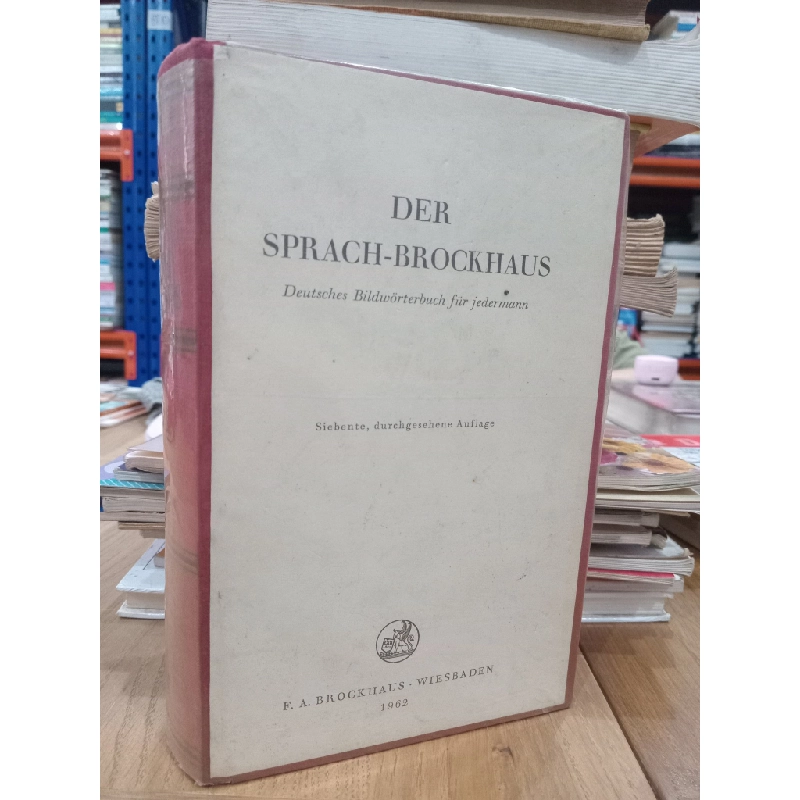 DER
SPRACH-BROCKHAUS
Deutsches Bildwörterbuch für jedermann
Siebente, durchgesehene Auflage
F. A. BROCKHAUS · WIESBADEN
1962